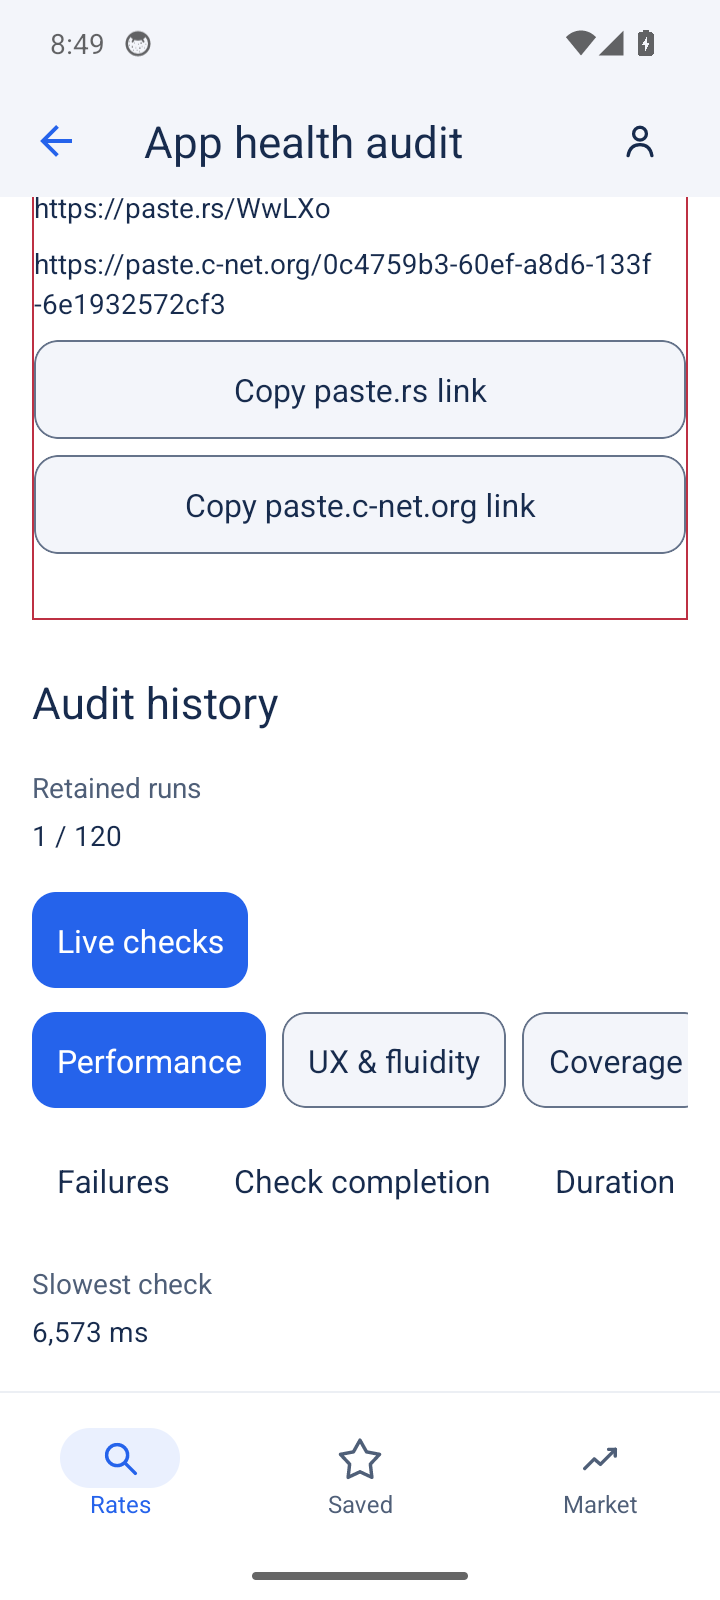 8:49
App health audit
https://paste.rs/WwLXo
https://paste.c-net.org/0c4759b3-60ef-a8d6-133f
-6e1932572cf3
Copy paste.rs link
Copy paste.c-net.org link
Audit history
Retained runs
1 / 120
Live checks
Performance UX & fluidity Coverage
Failures Check completion Duration
Slowest check
6,573 ms
Rates Saved Market